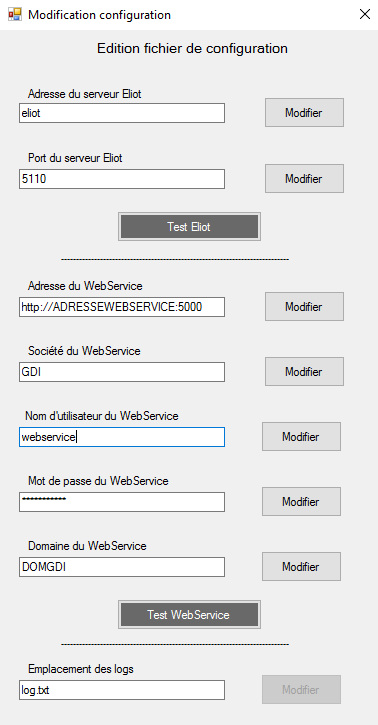 Modification configuration
Edition fichier de configuration
Adresse du serveur Eliot
eliot
Modifier
Port du serveur Eliot
5110
Modifier
Test Eliot
Adresse du WebService
http://ADRESSEWEBSERVICE:5000
Modifier
Société du WebService
GDI
Modifier
Nom d'utilisateur du WebService
webservice
Modifier
Mot de passe du WebService
***********
Modifier
Domaine du WebService
DOMGDI
Modifier
Test WebService
Emplacement des logs
log.txt
Modifier